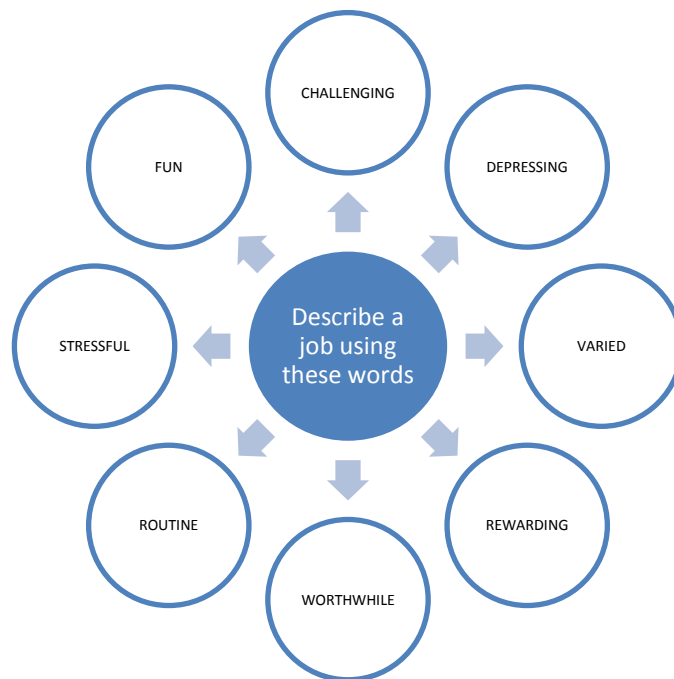 CHALLENGING
FUN
DEPRESSING
Describe a
job using
these words
STRESSFUL
VARIED
ROUTINE
REWARDING
WORTHWHILE